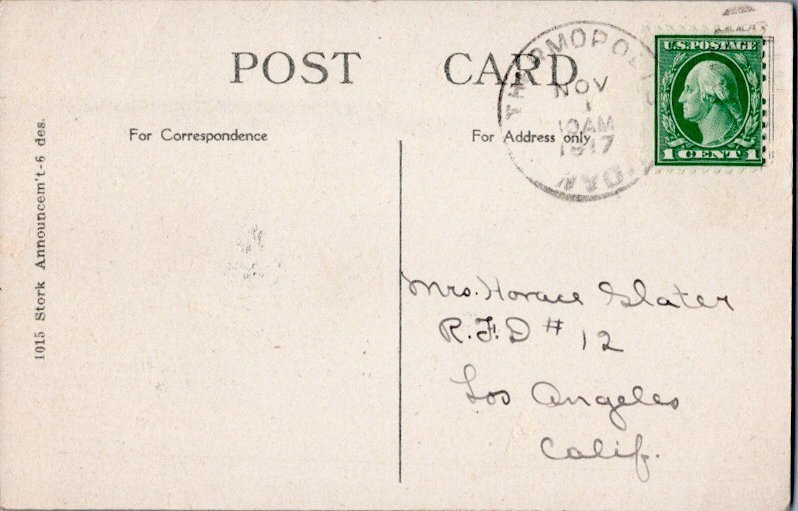 POST CARD
For Correspondence
For Address only
THERMOPOLIS
NOV
1
10AM
1917
U.S. POSTAGE
1 CENT 1
1015 Stork Announcem't-6 des.
Mrs. Horace Slater
R.F.D # 12
Los Angeles
Calif.